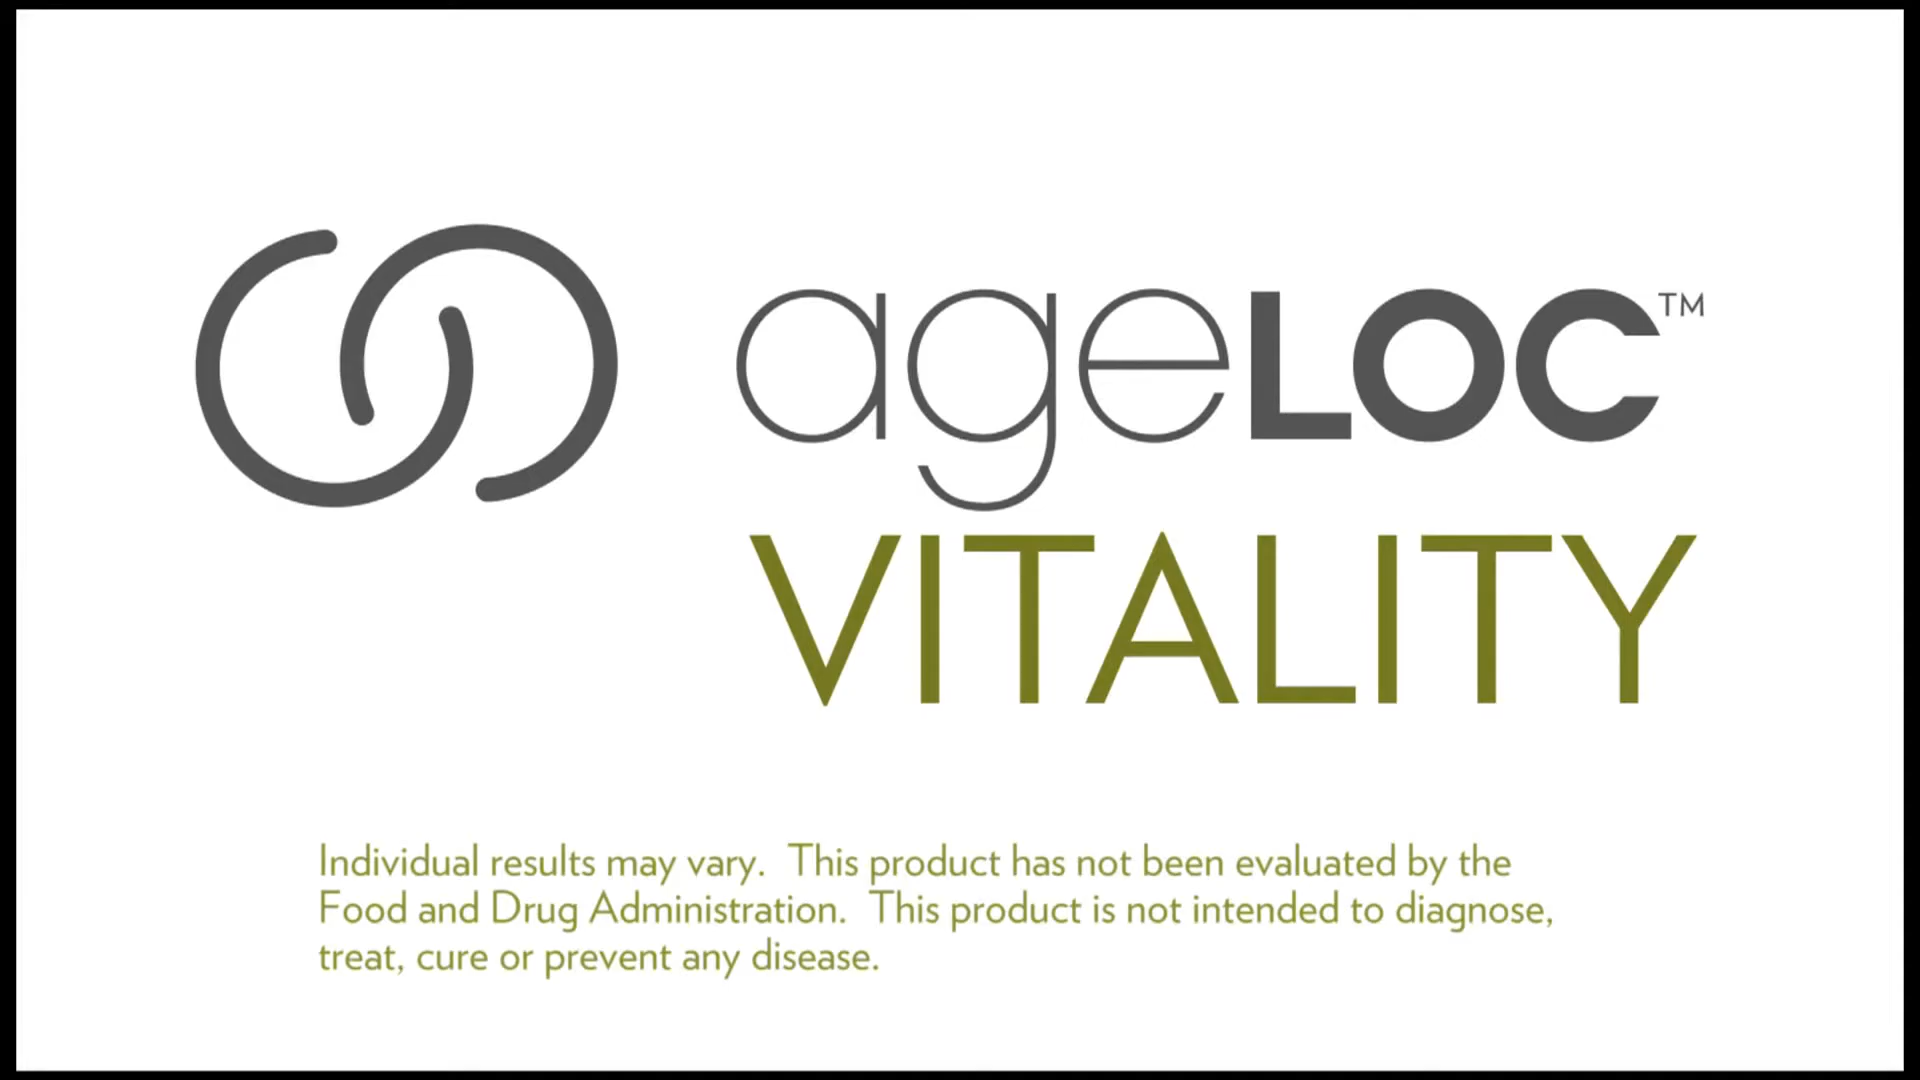 ageLOC™
VITALITY
Individual results may vary.  This product has not been evaluated by the
Food and Drug Administration.  This product is not intended to diagnose,
treat, cure or prevent any disease.